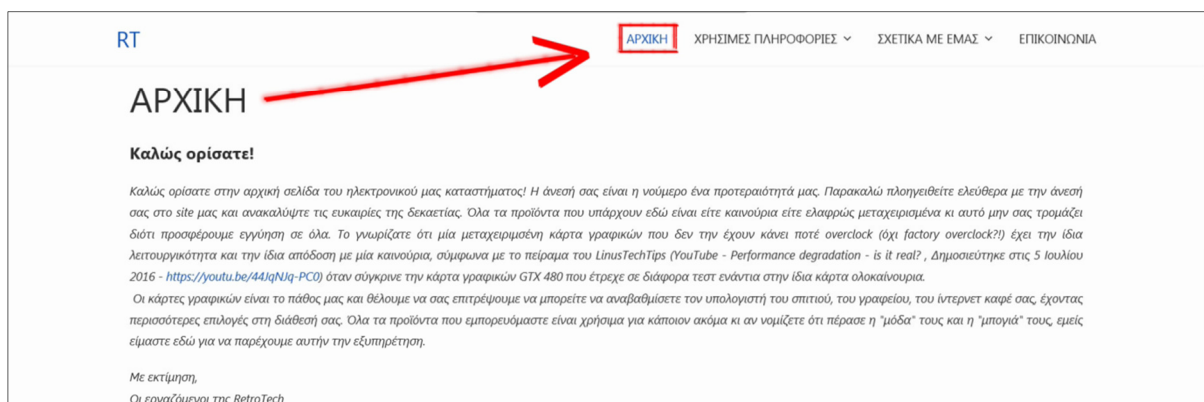 RT ΑΡΧΙΚΗ ΧΡΗΣΙΜΕΣ ΠΛΗΡΟΦΟΡΙΕΣ ΣΧΕΤΙΚΑ ΜΕ ΕΜΑΣ ΕΠΙΚΟΙΝΩΝΙΑ
ΑΡΧΙΚΗ
Καλώς ορίσατε!
Καλώς ορίσατε στην αρχική σελίδα του ηλεκτρονικού μας καταστήματος! Η άνεσή σας είναι η νούμερο ένα προτεραιότητά μας. Παρακαλώ πλοηγειθείτε ελεύθερα με την άνεσή
σας στο site μας και ανακαλύψτε τις ευκαιρίες της δεκαετίας. Όλα τα προϊόντα που υπάρχουν εδώ είναι είτε καινούρια είτε ελαφρώς μεταχειρισμένα κι αυτό μην σας τρομάζει
διότι προσφέρουμε εγγύηση σε όλα. Το γνωρίζατε ότι μία μεταχειριμσένη κάρτα γραφικών που δεν την έχουν κάνει ποτέ overclock (όχι factory overclock?!) έχει την ίδια
λειτουργικότητα και την ίδια απόδοση με μία καινούρια, σύμφωνα με το πείραμα του LinusTechTips (YouTube - Performance degradation - is it real? , Δημοσιεύτηκε στις 5 Ιουλίου
2016 - https://youtu.be/44JqNJq-PC0) όταν σύγκρινε την κάρτα γραφικών GTX 480 που έτρεχε σε διάφορα τεστ ενάντια στην ίδια κάρτα ολοκαίνουρια.
Οι κάρτες γραφικών είναι το πάθος μας και θέλουμε να σας επιτρέψουμε να μπορείτε να αναβαθμίσετε τον υπολογιστή του σπιτιού, του γραφείου, του ίντερνετ καφέ σας, έχοντας
περισσότερες επιλογές στη διάθεσή σας. Όλα τα προϊόντα που εμπορευόμαστε είναι χρήσιμα για κάποιον ακόμα κι αν νομίζετε ότι πέρασε η "μόδα" τους και η "μπογιά" τους, εμείς
είμαστε εδώ για να παρέχουμε αυτήν την εξυπηρέτηση.
Με εκτίμηση,
Οι εργαζόμενοι της RetroTech